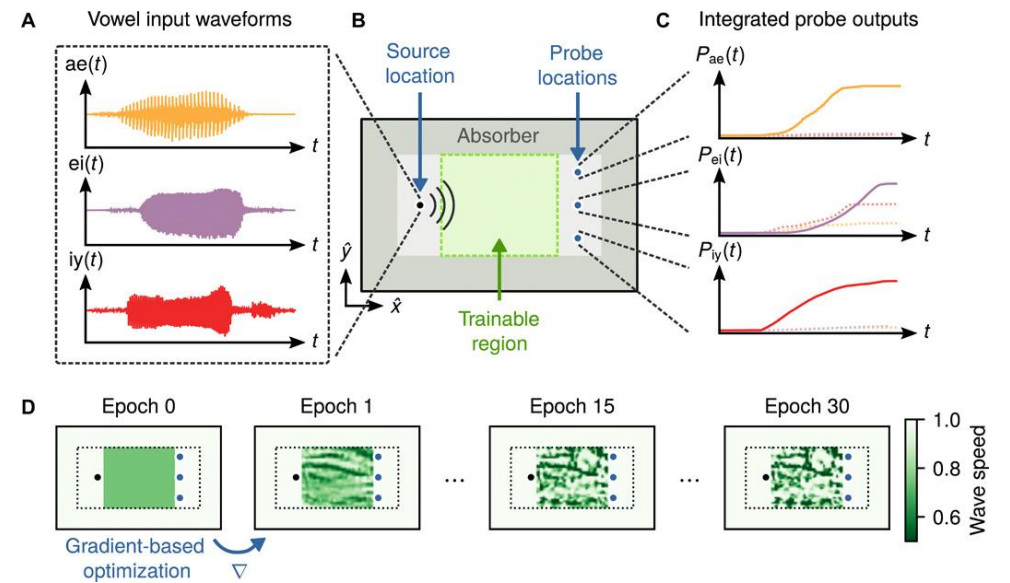 A
Vowel input waveforms
ae(t)
t
ei(t)
t
iy(t)
t
B
Source
location
Probe
locations
Absorber
ŷ
x̂
Trainable
region
C
Integrated probe outputs
Pae(t)
t
Pei(t)
t
Piy(t)
t
D
Epoch 0
Epoch 1
Epoch 15
Epoch 30
...
...
Gradient-based
optimization
∇
1.0
0.8
0.6
Wave speed